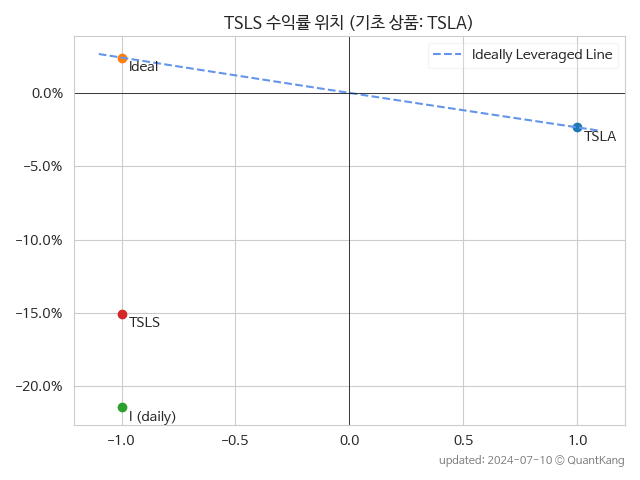 TSLS 수익률 위치 (기초 상품: TSLA)
Ideally Leveraged Line
Ideal
0.0%
TSLA
−5.0%
−10.0%
−15.0%
TSLS
−20.0%
I (daily)
−1.0
−0.5
0.0
0.5
1.0
updated: 2024-07-10 © QuantKang